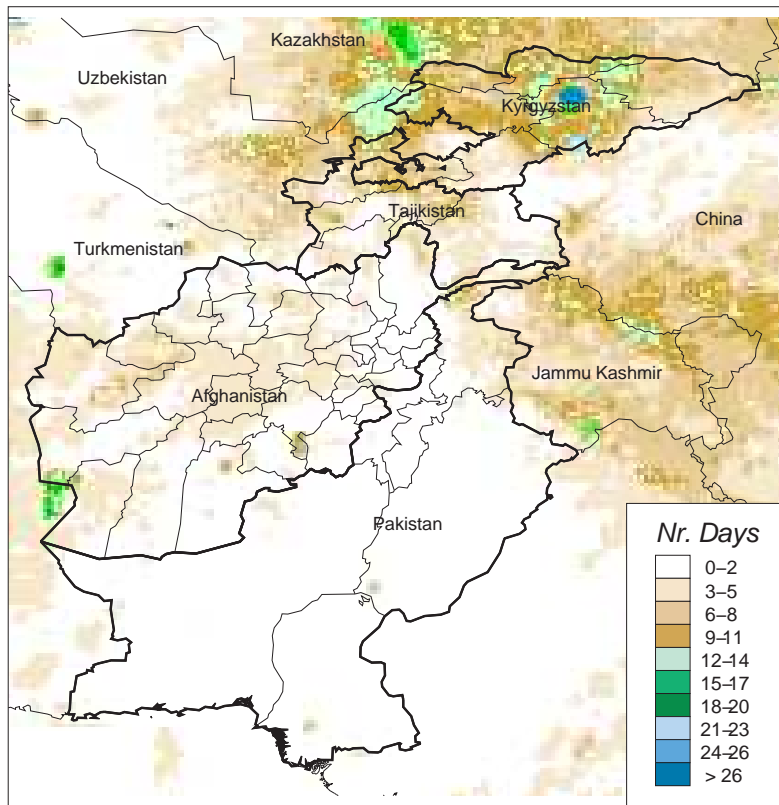 Kazakhstan
Uzbekistan
Kyrgyzstan
Tajikistan
China
Turkmenistan
Jammu Kashmir
Afghanistan
Pakistan
Nr. Days
0–2
3–5
6–8
9–11
12–14
15–17
18–20
21–23
24–26
> 26